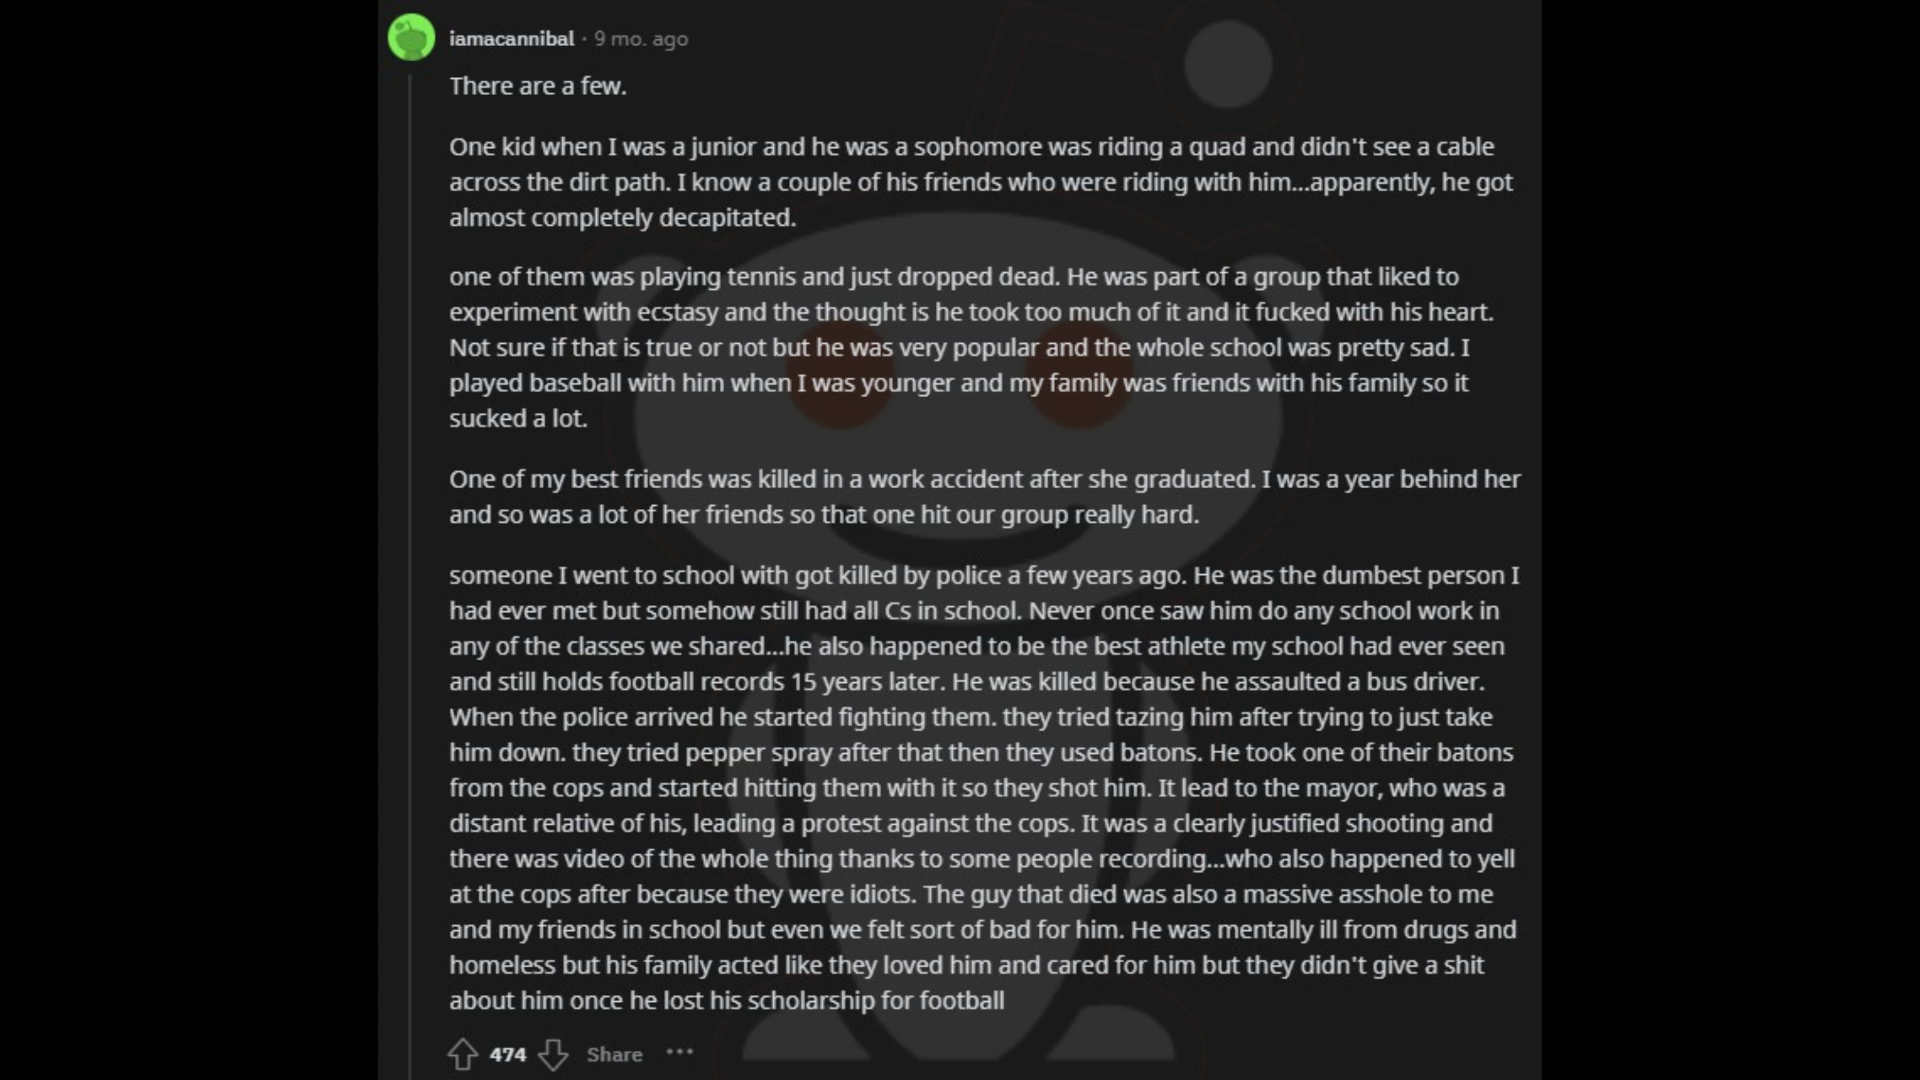 iamacannibal · 9 mo. ago
There are a few.
One kid when I was a junior and he was a sophomore was riding a quad and didn't see a cable
across the dirt path. I know a couple of his friends who were riding with him...apparently, he got
almost completely decapitated.
one of them was playing tennis and just dropped dead. He was part of a group that liked to
experiment with ecstasy and the thought is he took too much of it and it fucked with his heart.
Not sure if that is true or not but he was very popular and the whole school was pretty sad. I
played baseball with him when I was younger and my family was friends with his family so it
sucked a lot.
One of my best friends was killed in a work accident after she graduated. I was a year behind her
and so was a lot of her friends so that one hit our group really hard.
someone I went to school with got killed by police a few years ago. He was the dumbest person I
had ever met but somehow still had all Cs in school. Never once saw him do any school work in
any of the classes we shared...he also happened to be the best athlete my school had ever seen
and still holds football records 15 years later. He was killed because he assaulted a bus driver.
When the police arrived he started fighting them. they tried tazing him after trying to just take
him down. they tried pepper spray after that then they used batons. He took one of their batons
from the cops and started hitting them with it so they shot him. It lead to the mayor, who was a
distant relative of his, leading a protest against the cops. It was a clearly justified shooting and
there was video of the whole thing thanks to some people recording...who also happened to yell
at the cops after because they were idiots. The guy that died was also a massive asshole to me
and my friends in school but even we felt sort of bad for him. He was mentally ill from drugs and
homeless but his family acted like they loved him and cared for him but they didn't give a shit
about him once he lost his scholarship for football
474 Share ...